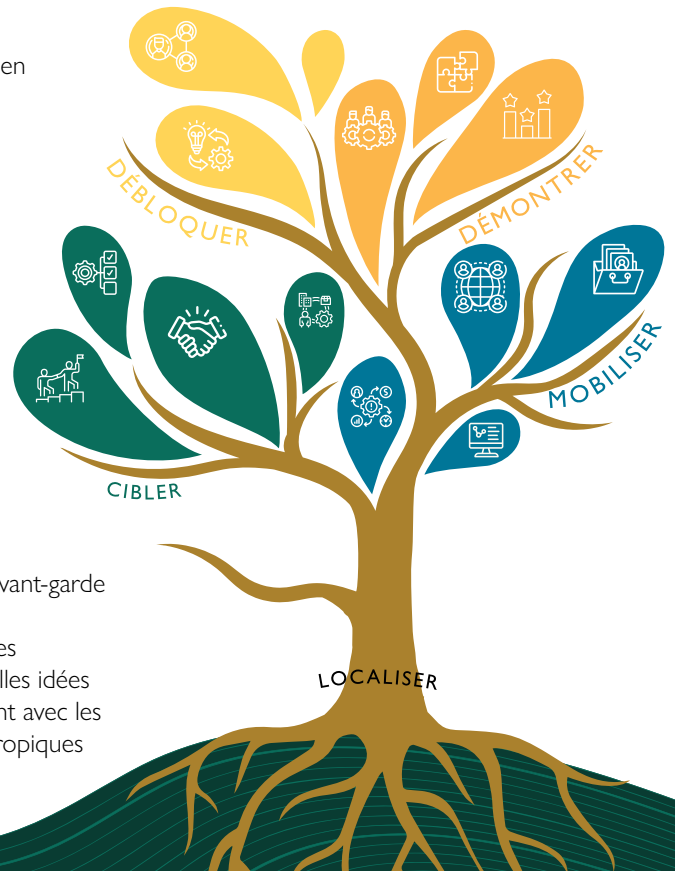 en
DÉBLOQUER
DÉMONTRER
MOBILISER
CIBLER
vant-garde
es
lles idées
nt avec les
ropiques
LOCALISER